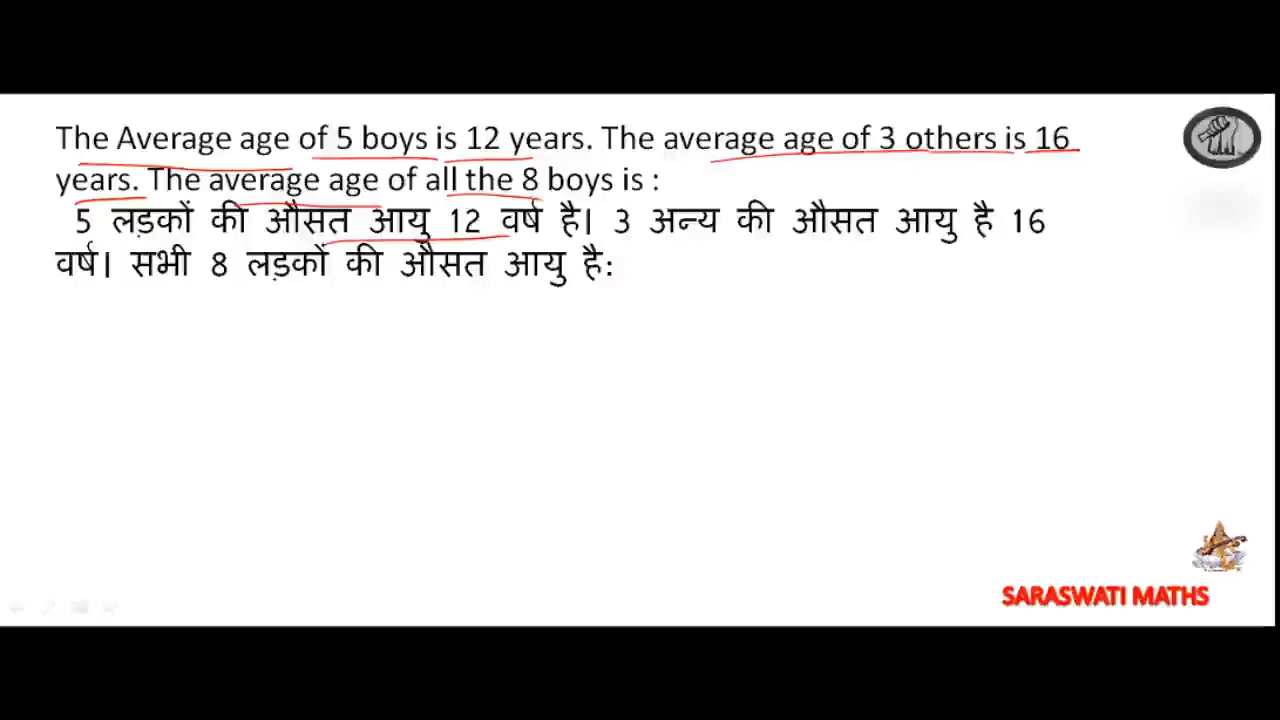 The Average age of 5 boys is 12 years. The average age of 3 others is 16
years. The average age of all the 8 boys is :
5 लड़कों की औसत आयु 12 वर्ष है। 3 अन्य की औसत आयु है 16
वर्ष। सभी 8 लड़कों की औसत आयु है:
SARASWATI MATHS